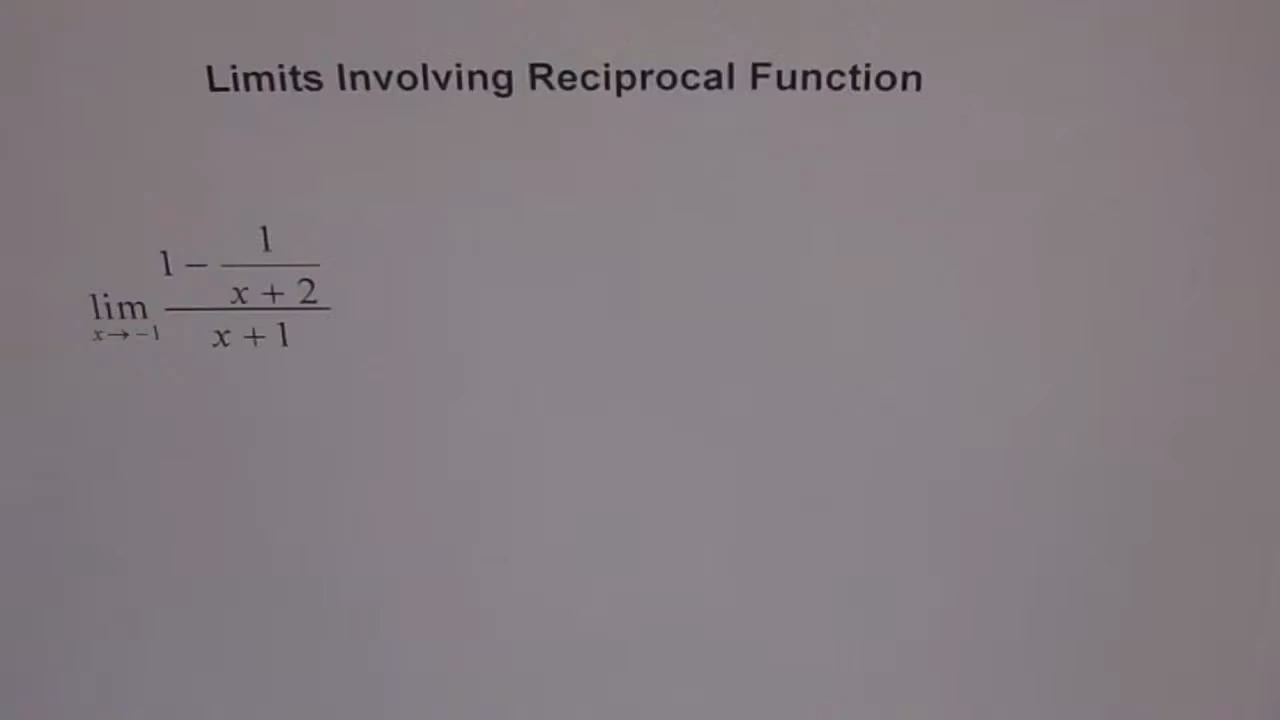 Limits Involving Reciprocal Function
1 − 1
x + 2
lim
x→−1
x + 1